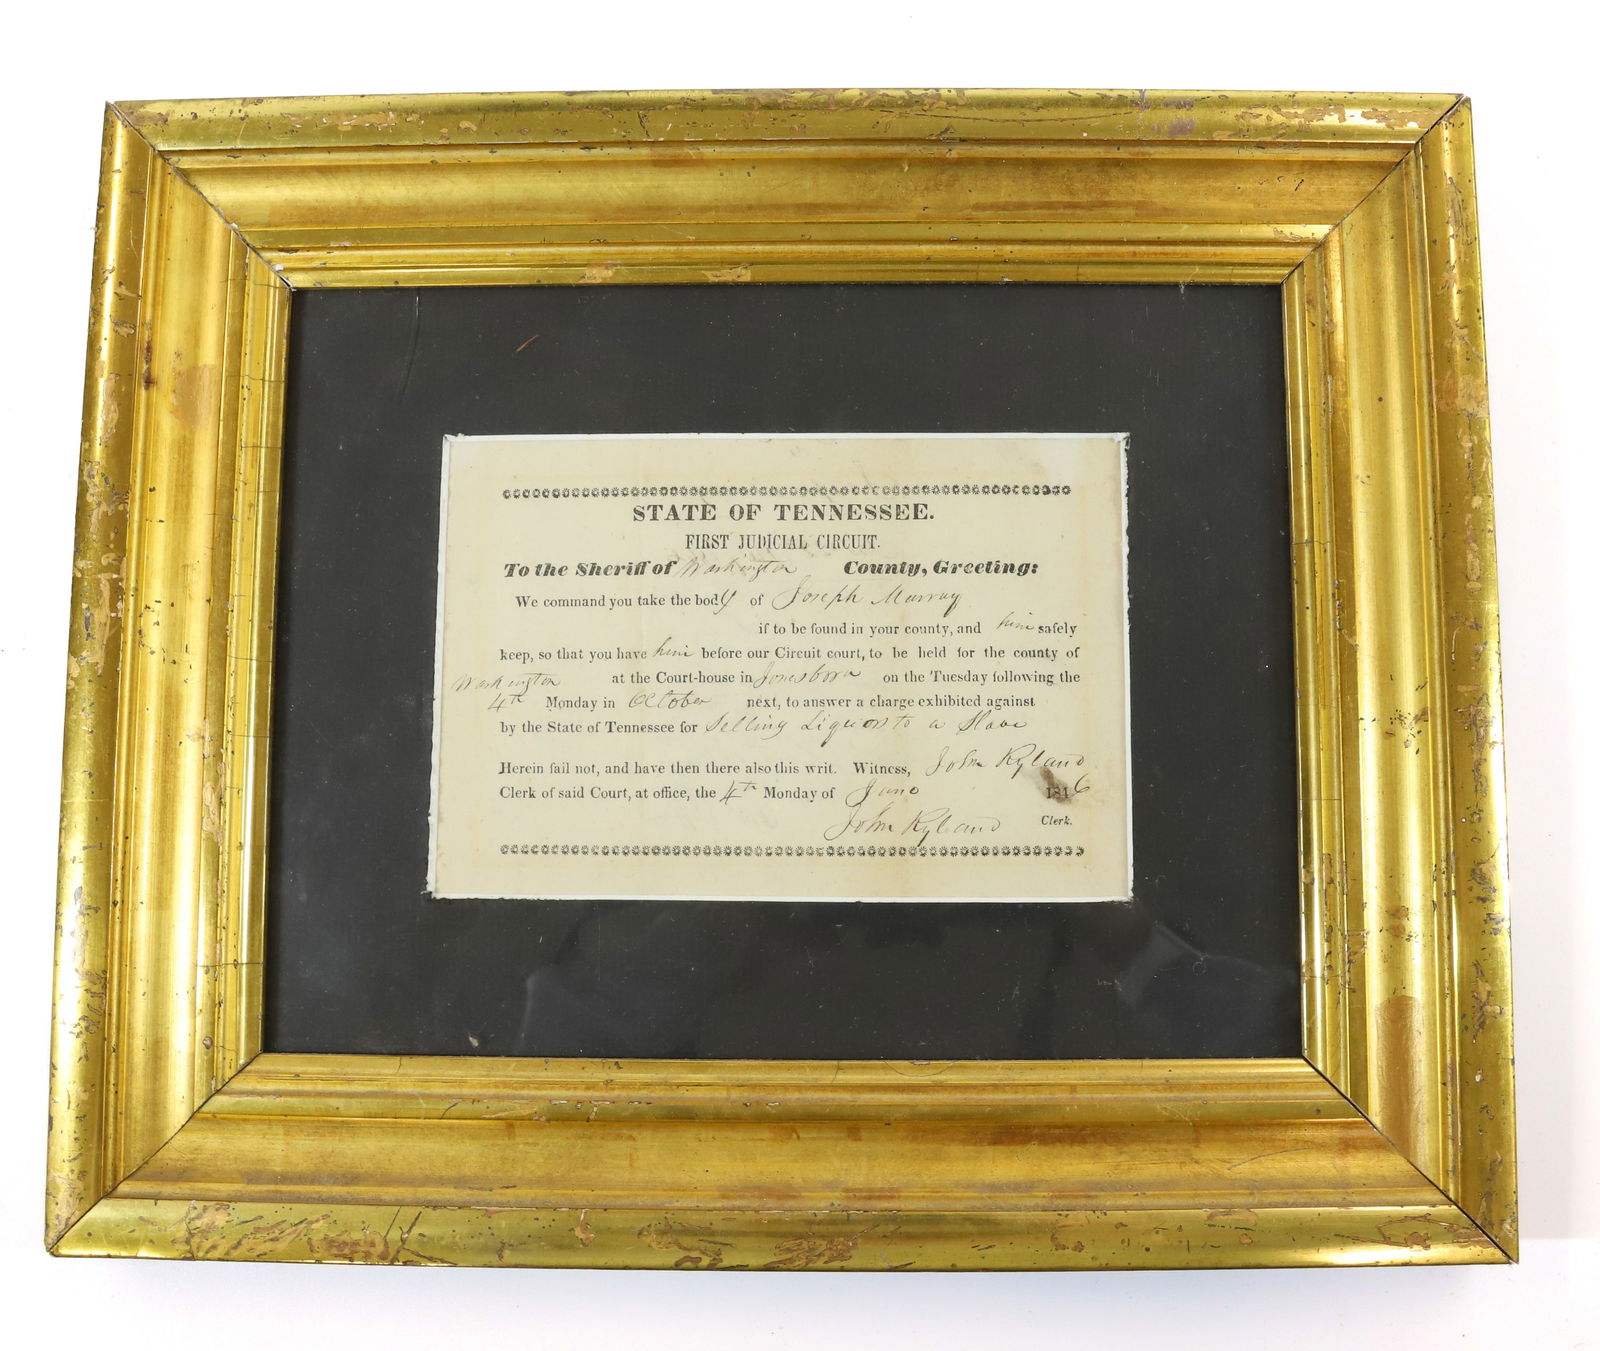 STATE OF TENNESSEE.
FIRST JUDICIAL CIRCUIT.
To the Sheriff of Washington County, Greeting:
We command you take the body of Joseph Murray
if to be found in your county, and him safely
keep, so that you have him before our Circuit court, to be held for the county of
Washington at the Court-house in Jonesboro on the Tuesday following the
4th Monday in October next, to answer a charge exhibited against
by the State of Tennessee for Selling Liquors to a Slave
Herein fail not, and have then there also this writ. Witness, John Ryland
Clerk of said Court, at office, the 4th Monday of June
John Ryland Clerk.